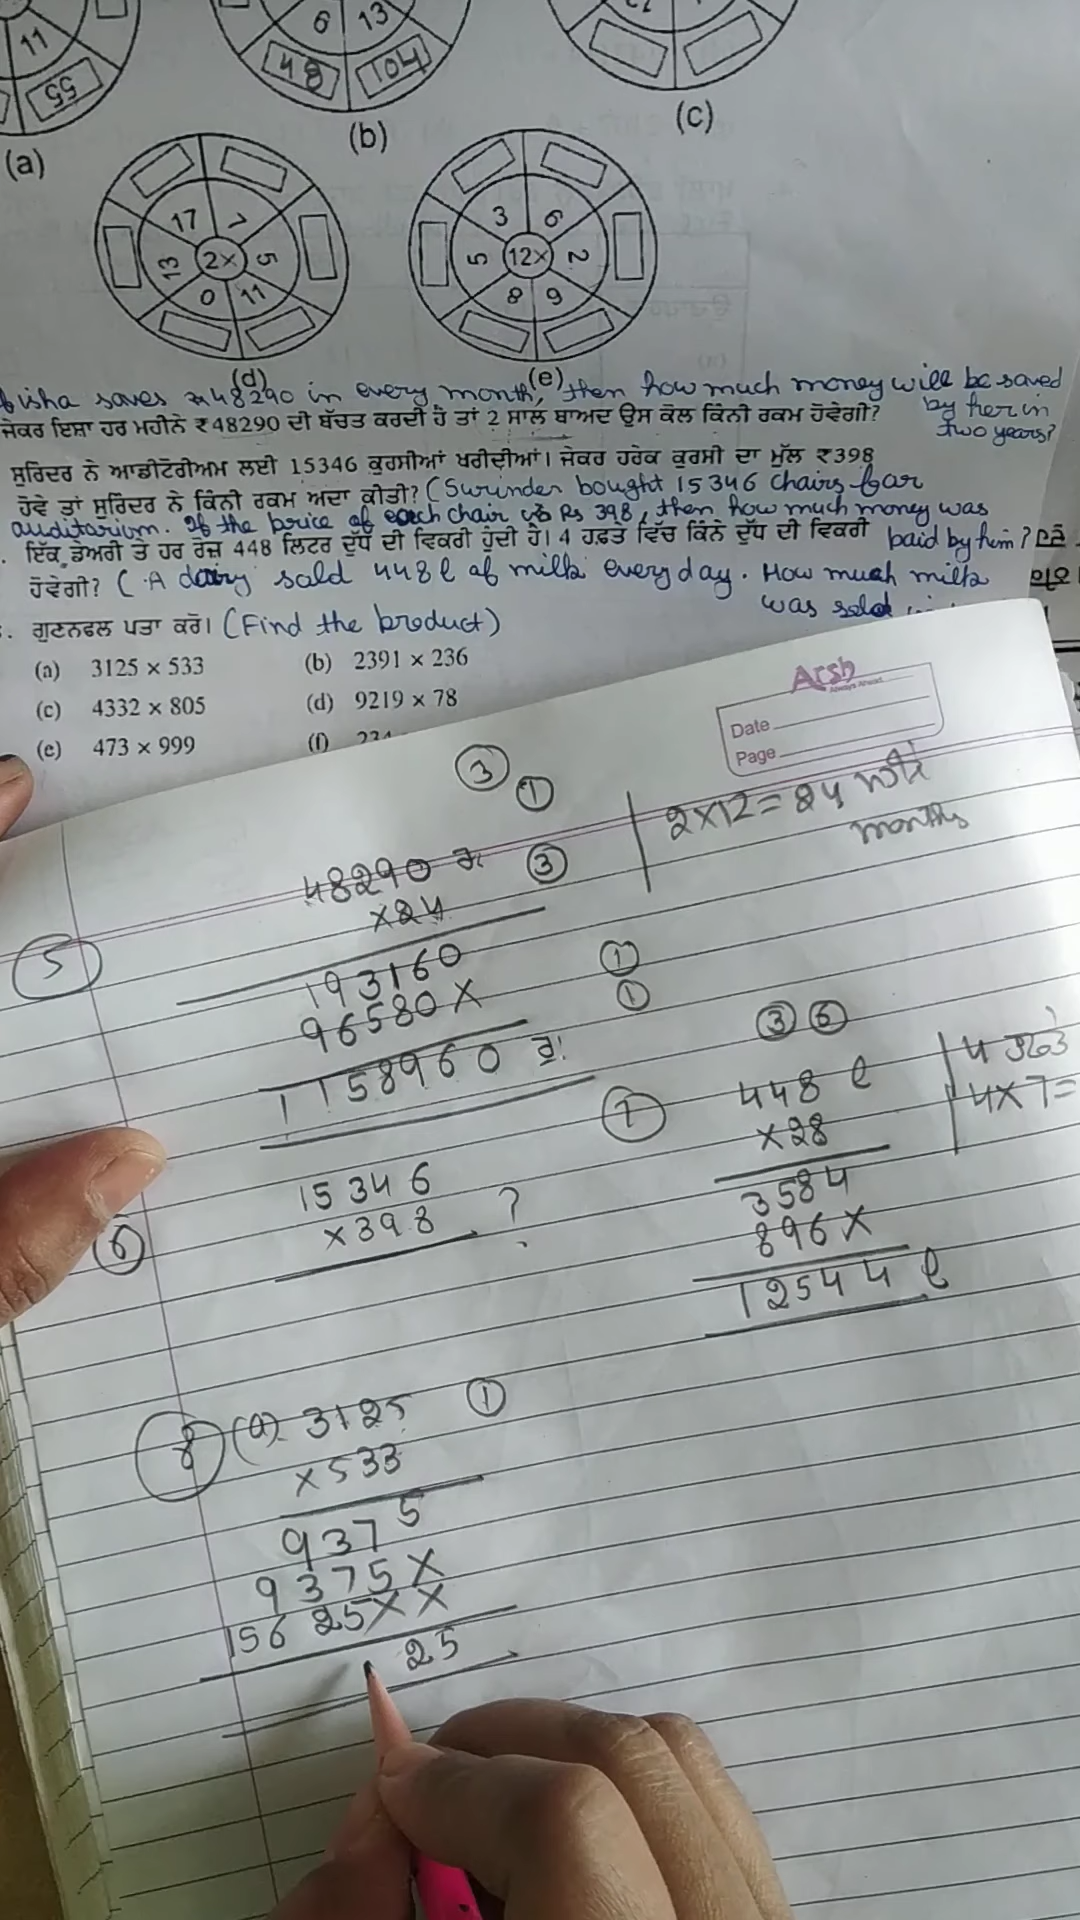 11
55
6
13
48
104
(a)
(b)
(c)
17
7
13
2×
5
0
11
3
6
5
12×
2
8
9
(d)
(e)
isha saves ₹48290 in every month, then how much money will be saved
by her in
two years?
ਜੇਕਰ ਇਸ਼ਾ ਹਰ ਮਹੀਨੇ ₹48290 ਦੀ ਬੱਚਤ ਕਰਦੀ ਹੈ ਤਾਂ 2 ਸਾਲ ਬਾਅਦ ਉਸ ਕੋਲ ਕਿੰਨੀ ਰਕਮ ਹੋਵੇਗੀ?
ਸੁਰਿੰਦਰ ਨੇ ਆਡੀਟੋਰੀਅਮ ਲਈ 15346 ਕੁਰਸੀਆਂ ਖਰੀਦੀਆਂ। ਜੇਕਰ ਹਰੇਕ ਕੁਰਸੀ ਦਾ ਮੁੱਲ ₹398
ਹੋਵੇ ਤਾਂ ਸੁਰਿੰਦਰ ਨੇ ਕਿੰਨੀ ਰਕਮ ਅਦਾ ਕੀਤੀ? (Surinder bought 15346 chairs for
auditorium. If the price of each chair is Rs 398, then how much money was
paid by him?
ਇੱਕ ਡੇਅਰੀ ਤੇ ਹਰ ਰੋਜ਼ 448 ਲਿਟਰ ਦੁੱਧ ਦੀ ਵਿਕਰੀ ਹੁੰਦੀ ਹੈ। 4 ਹਫ਼ਤੇ ਵਿੱਚ ਕਿੰਨੇ ਦੁੱਧ ਦੀ ਵਿਕਰੀ
ਹੋਵੇਗੀ? (A dairy sold 448 l of milk every day. How much milk
was sold
ਗੁਣਨਫਲ ਪਤਾ ਕਰੋ। (Find the product)
(a) 3125 × 533
(b) 2391 × 236
(c) 4332 × 805
(d) 9219 × 78
(e) 473 × 999
(f) 234
Arsh
Always Ahead
Date
Page
3
1
2×12=24 ਮਹੀਨੇ
months
5
48290 ਰੁ:
3
×24
193160
1
96580×
1
1158960 ਰੁ:
6
15346
×398
?
3 6
7
448 l
×28
3584
896×
12544 l
4 ਹਫਤੇ
4×7=
8 (a) 3125
1
×533
9375
9375×
15625××
25